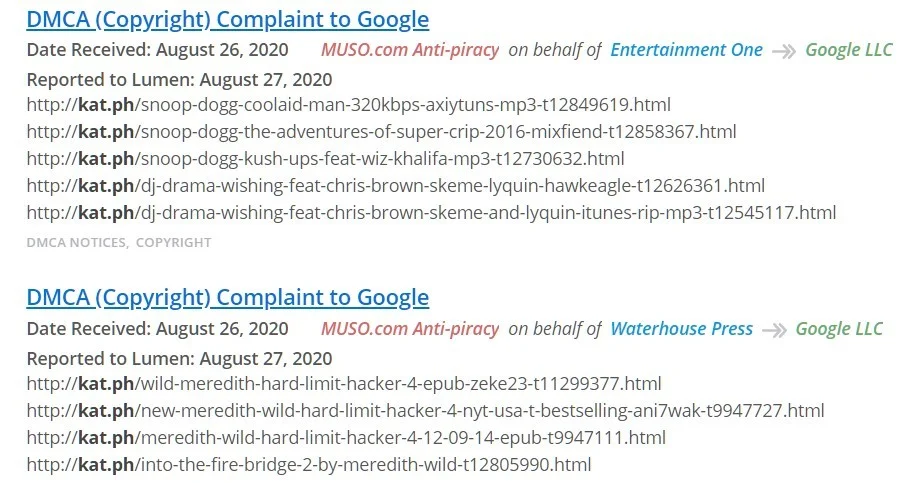 DMCA (Copyright) Complaint to Google
Date Received: August 26, 2020 MUSO.com Anti-piracy on behalf of Entertainment One Google LLC
Reported to Lumen: August 27, 2020
http://kat.ph/snoop-dogg-coolaid-man-320kbps-axiytuns-mp3-t12849619.html
http://kat.ph/snoop-dogg-the-adventures-of-super-crip-2016-mixfiend-t12858367.html
http://kat.ph/snoop-dogg-kush-ups-feat-wiz-khalifa-mp3-t12730632.html
http://kat.ph/dj-drama-wishing-feat-chris-brown-skeme-lyquin-hawkeagle-t12626361.html
http://kat.ph/dj-drama-wishing-feat-chris-brown-skeme-and-lyquin-itunes-rip-mp3-t12545117.html
DMCA NOTICES, COPYRIGHT
DMCA (Copyright) Complaint to Google
Date Received: August 26, 2020 MUSO.com Anti-piracy on behalf of Waterhouse Press Google LLC
Reported to Lumen: August 27, 2020
http://kat.ph/wild-meredith-hard-limit-hacker-4-epub-zeke23-t11299377.html
http://kat.ph/new-meredith-wild-hard-limit-hacker-4-nyt-usa-t-bestselling-ani7wak-t9947727.html
http://kat.ph/meredith-wild-hard-limit-hacker-4-12-09-14-epub-t9947111.html
http://kat.ph/into-the-fire-bridge-2-by-meredith-wild-t12805990.html